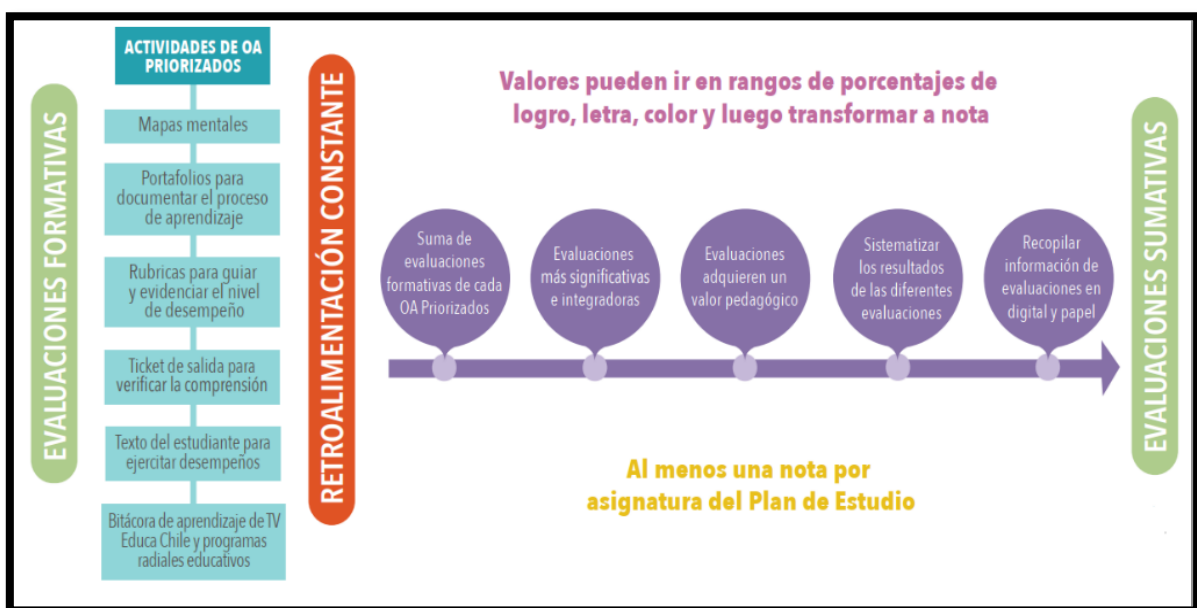 EVALUACIONES FORMATIVAS
ACTIVIDADES DE OA
PRIORIZADOS
Mapas mentales
Portafolios para
documentar el proceso
de aprendizaje
Rubricas para guiar
y evidenciar el nivel
de desempeño
Ticket de salida para
verificar la comprensión
Texto del estudiante para
ejercitar desempeños
Bitácora de aprendizaje de TV
Educa Chile y programas
radiales educativos
RETROALIMENTACIÓN CONSTANTE
Valores pueden ir en rangos de porcentajes de
logro, letra, color y luego transformar a nota
Suma de
evaluaciones
formativas de cada
OA Priorizados
Evaluaciones
más significativas
e integradoras
Evaluaciones
adquieren un
valor pedagógico
Sistematizar
los resultados
de las diferentes
evaluaciones
Recopilar
información de
evaluaciones en
digital y papel
Al menos una nota por
asignatura del Plan de Estudio
EVALUACIONES SUMATIVAS